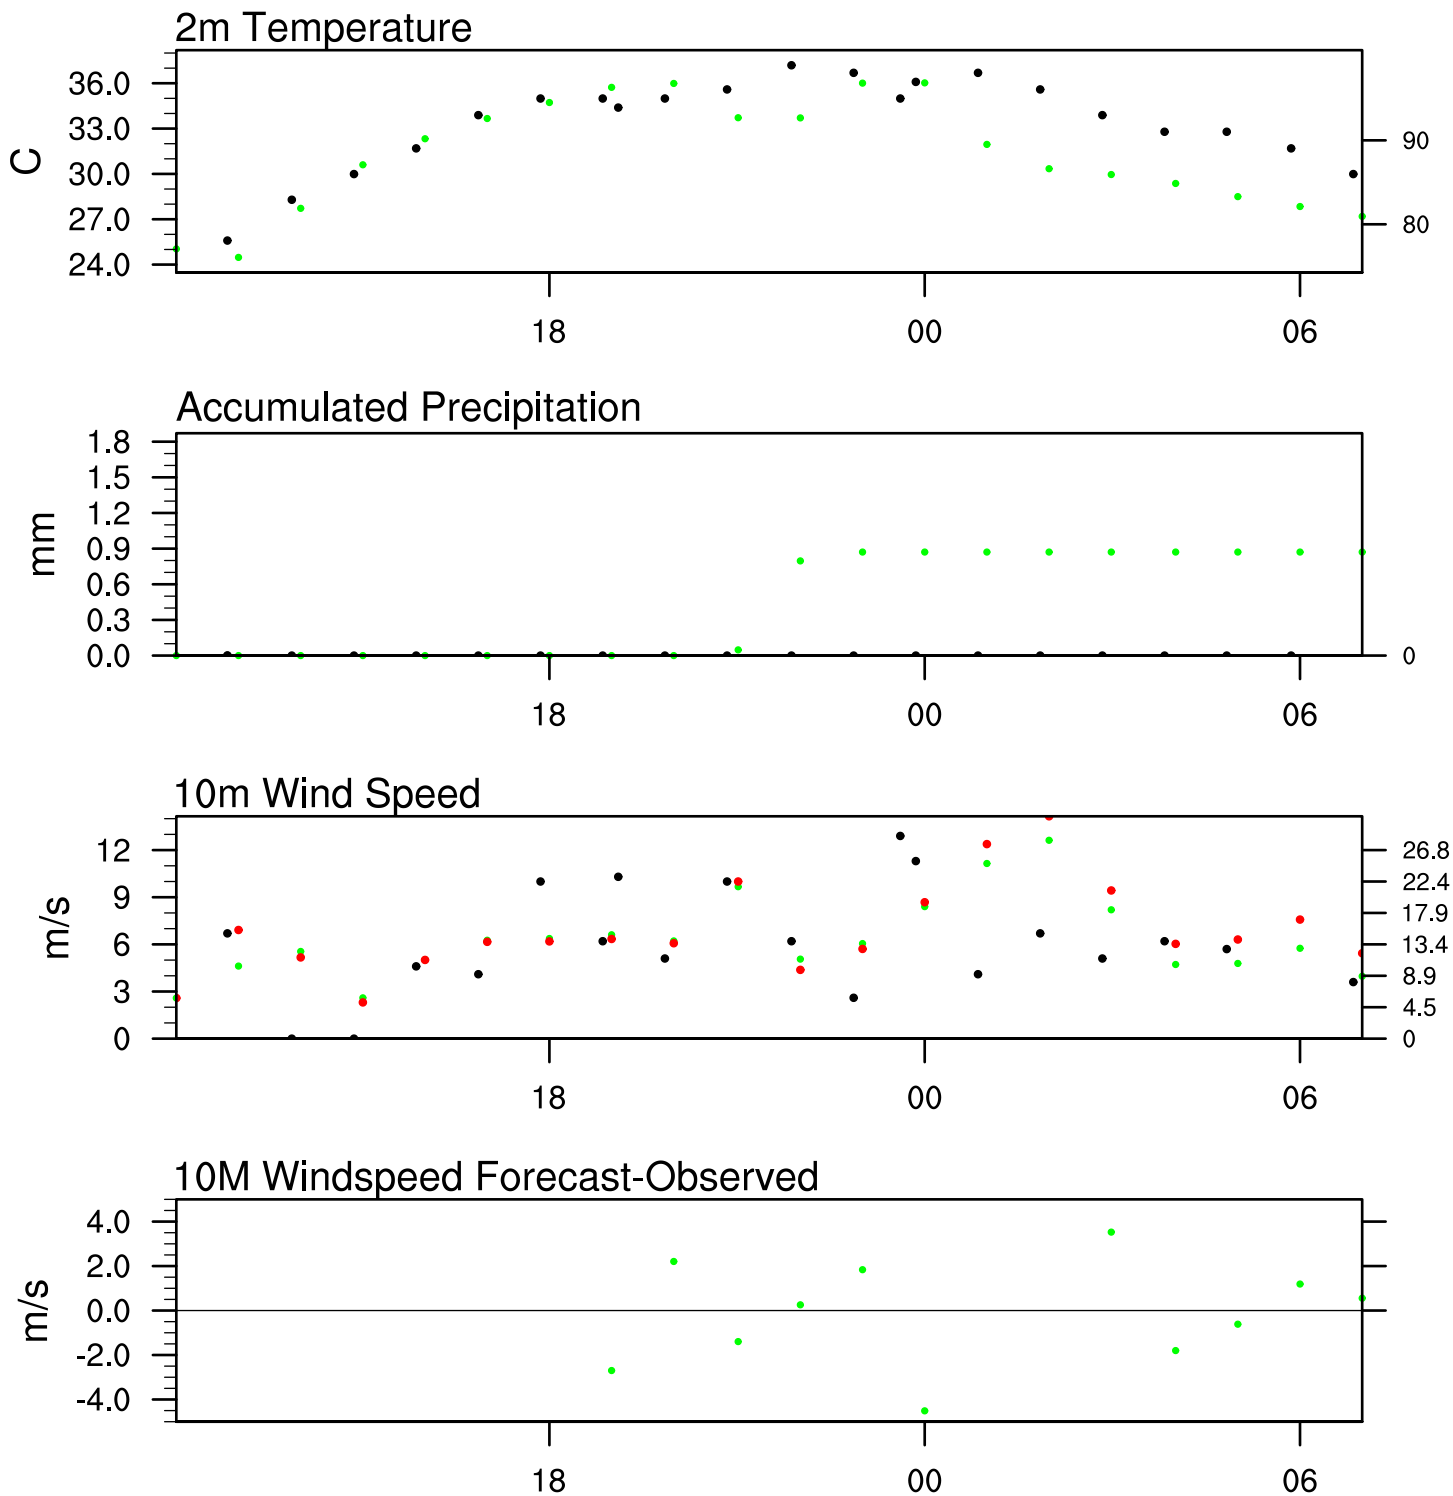 2m Temperature
36.0
33.0
30.0
27.0
24.0
C
90
80
18 00 06
Accumulated Precipitation
1.8
1.5
1.2
0.9
0.6
0.3
0.0
mm
0
18 00 06
10m Wind Speed
12
9
6
3
0
m/s
26.8
22.4
17.9
13.4
8.9
4.5
0
18 00 06
10M Windspeed Forecast-Observed
4.0
2.0
0.0
-2.0
-4.0
m/s
18 00 06